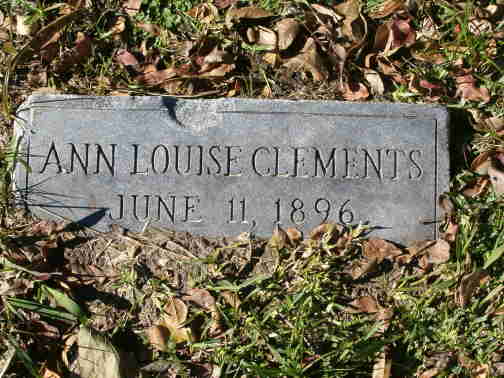 ANN LOUISE CLEMENTS
JUNE 11, 1896.